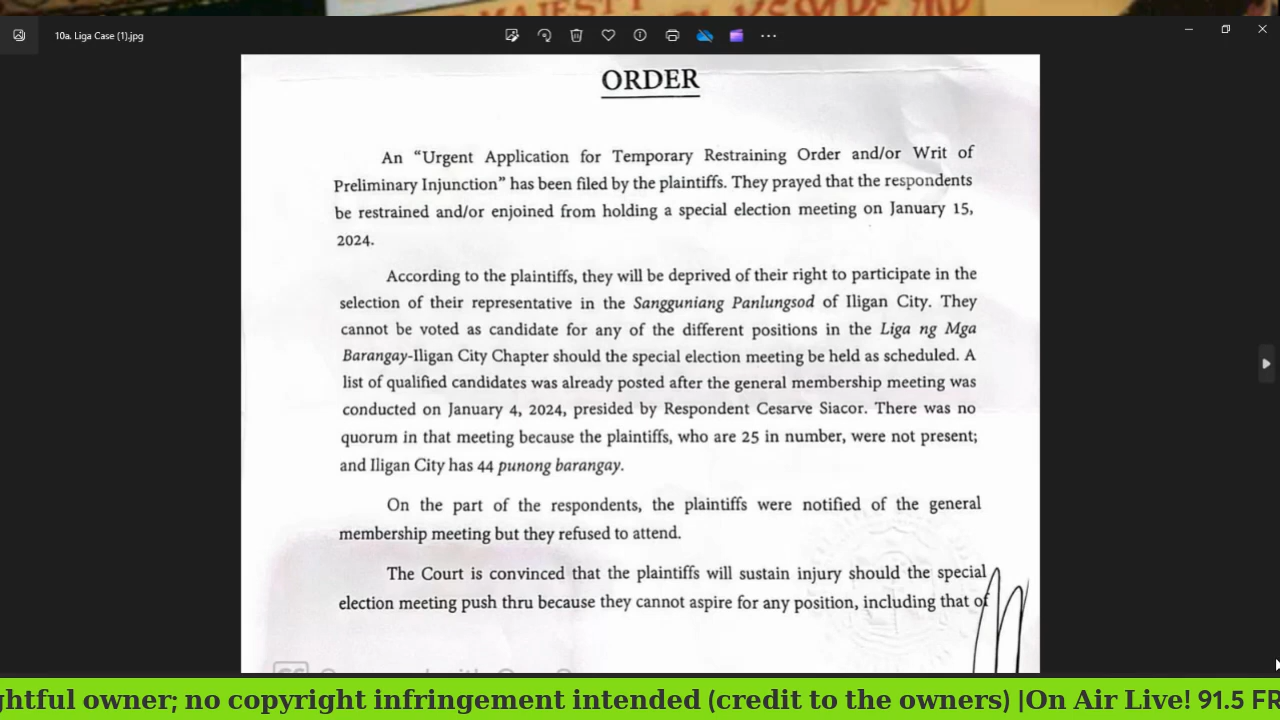 MAJESTY
10a. Liga Case (1).jpg
ORDER
An “Urgent Application for Temporary Restraining Order and/or Writ of
Preliminary Injunction” has been filed by the plaintiffs. They prayed that the respondents
be restrained and/or enjoined from holding a special election meeting on January 15,
2024.
According to the plaintiffs, they will be deprived of their right to participate in the
selection of their representative in the Sangguniang Panlungsod of Iligan City. They
cannot be voted as candidate for any of the different positions in the Liga ng Mga
Barangay-Iligan City Chapter should the special election meeting be held as scheduled. A
list of qualified candidates was already posted after the general membership meeting was
conducted on January 4, 2024, presided by Respondent Cesarve Siacor. There was no
quorum in that meeting because the plaintiffs, who are 25 in number, were not present;
and Iligan City has 44 punong barangay.
On the part of the respondents, the plaintiffs were notified of the general
membership meeting but they refused to attend.
The Court is convinced that the plaintiffs will sustain injury should the special
election meeting push thru because they cannot aspire for any position, including that of
ghtful owner; no copyright infringement intended (credit to the owners) |On Air Live! 91.5 FR